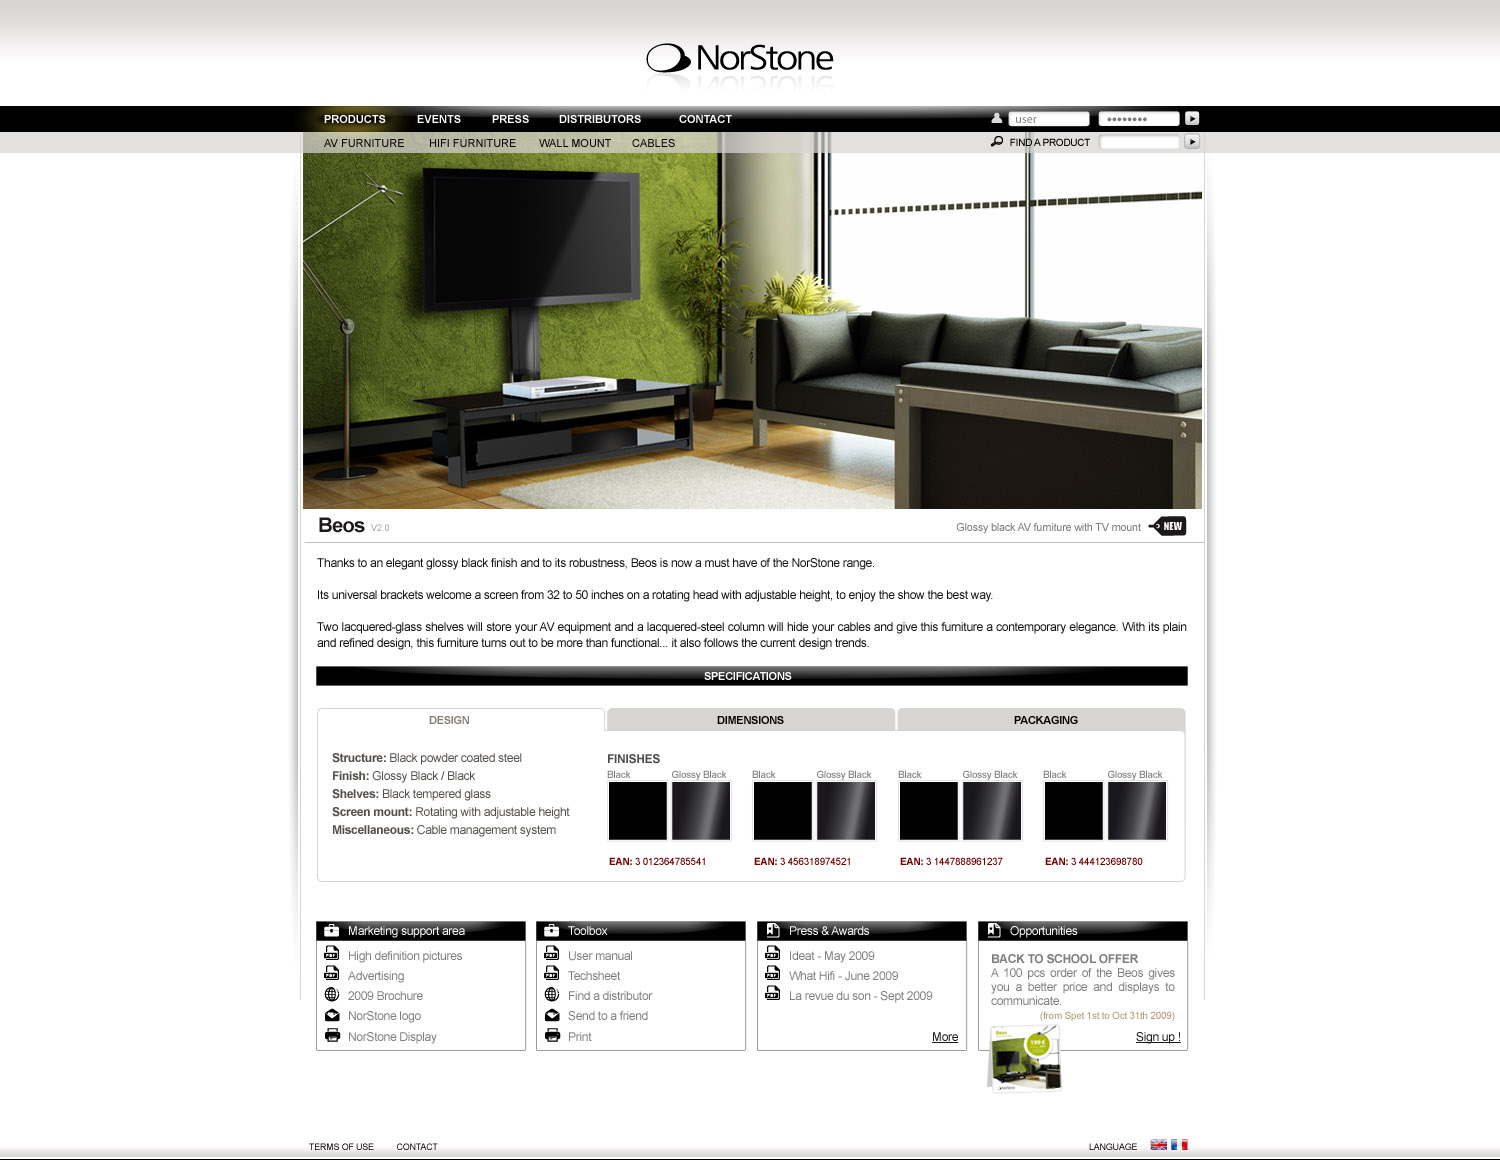 NorStone
PRODUCTS EVENTS PRESS DISTRIBUTORS CONTACT user ••••••••
AV FURNITURE HIFI FURNITURE WALL MOUNT CABLES FIND A PRODUCT
Beos V2.0 Glossy black AV furniture with TV mount NEW
Thanks to an elegant glossy black finish and to its robustness, Beos is now a must have of the NorStone range.
Its universal brackets welcome a screen from 32 to 50 inches on a rotating head with adjustable height, to enjoy the show the best way.
Two lacquered-glass shelves will store your AV equipment and a lacquered-steel column will hide your cables and give this furniture a contemporary elegance. With its plain
and refined design, this furniture turns out to be more than functional... it also follows the current design trends.
SPECIFICATIONS
DESIGN DIMENSIONS PACKAGING
Structure: Black powder coated steel
Finish: Glossy Black / Black
Shelves: Black tempered glass
Screen mount: Rotating with adjustable height
Miscellaneous: Cable management system
FINISHES
Black Glossy Black Black Glossy Black Black Glossy Black Black Glossy Black
EAN: 3 012364785541 EAN: 3 456318974521 EAN: 3 1447888961237 EAN: 3 444123698780
Marketing support area
High definition pictures
Advertising
2009 Brochure
NorStone logo
NorStone Display
Toolbox
User manual
Techsheet
Find a distributor
Send to a friend
Print
Press & Awards
Ideat - May 2009
What Hifi - June 2009
La revue du son - Sept 2009
More
Opportunities
BACK TO SCHOOL OFFER
A 100 pcs order of the Beos gives
you a better price and displays to
communicate.
(from Spet 1st to Oct 31th 2009)
Sign up !
Beos
199 €
NorStone
TERMS OF USE CONTACT LANGUAGE